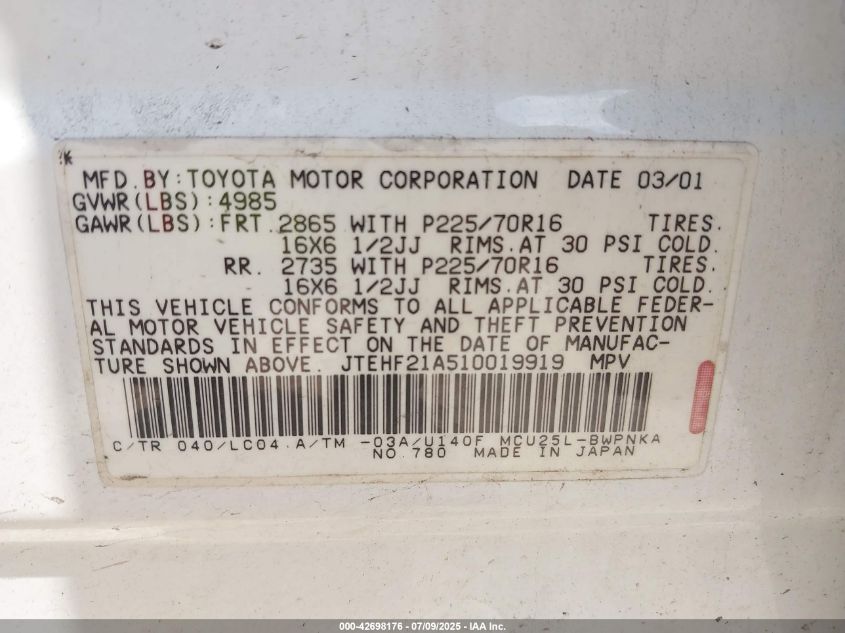 MFD. BY: TOYOTA MOTOR CORPORATION DATE 03/01
GVWR(LBS):4985
GAWR(LBS):FRT. 2865 WITH P225/70R16 TIRES.
16X6 1/2JJ RIMS.AT 30 PSI COLD.
RR. 2735 WITH P225/70R16 TIRES.
16X6 1/2JJ RIMS.AT 30 PSI COLD.
THIS VEHICLE CONFORMS TO ALL APPLICABLE FEDER-
AL MOTOR VEHICLE SAFETY AND THEFT PREVENTION
STANDARDS IN EFFECT ON THE DATE OF MANUFAC-
TURE SHOWN ABOVE. JTEHF21A510019919 MPV
C/TR 040/LC04.A/TM -03A/U140F MCU25L-BWPNKA
NO.780 MADE IN JAPAN
000-42698176 - 07/09/2025 - IAA Inc.